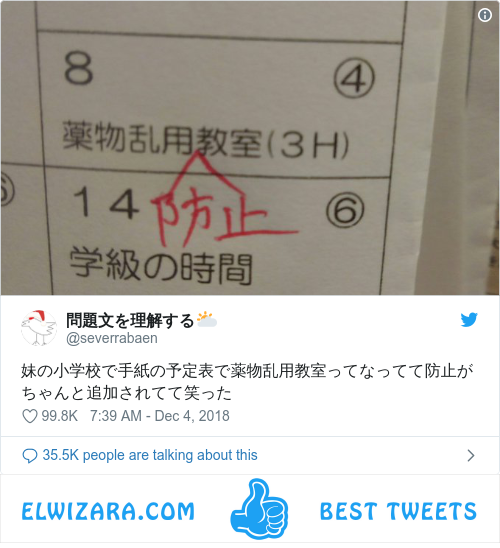 8 ④
薬物乱用教室(3H)
14 防止 ⑥
学級の時間
問題文を理解する🌤️
@severrabaen
妹の小学校で手紙の予定表で薬物乱用教室ってなってて防止が
ちゃんと追加されてて笑った
99.8K 7:39 AM - Dec 4, 2018
35.5K people are talking about this
ELWIZARA.COM BEST TWEETS